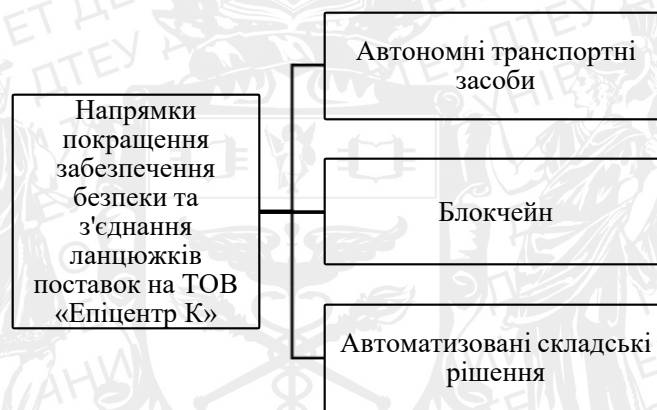 Напрямки
покращення
забезпечення
безпеки та
з'єднання
ланцюжків
поставок на ТОВ
«Епіцентр К»
Автономні транспортні
засоби
Блокчейн
Автоматизовані складські
рішення